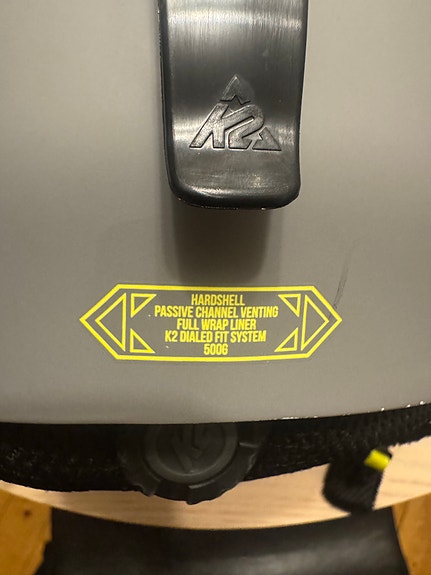 K2
HARDSHELL
PASSIVE CHANNEL VENTING
FULL WRAP LINER
K2 DIALED FIT SYSTEM
500G